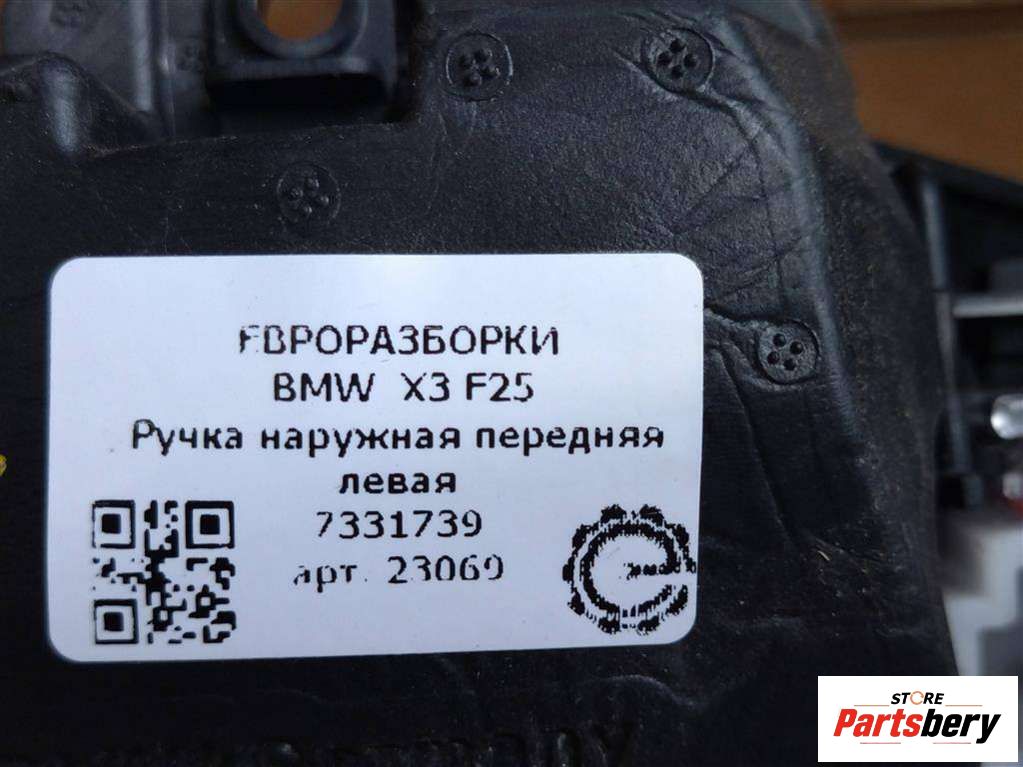 ЕВРОРАЗБОРКИ
BMW X3 F25
Ручка наружная передняя
левая
7331739
арт. 23069
STORE
Partsbery